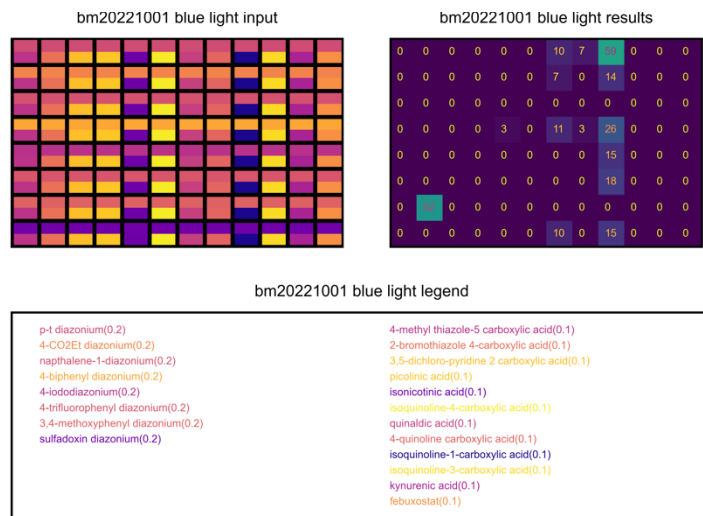 bm20221001 blue light input
bm20221001 blue light results
0 0 0 0 0 0 10 7 59 0 0 0
0 0 0 0 0 0 7 0 14 0 0 0
0 0 0 0 0 0 0 0 0 0 0 0
0 0 0 0 3 0 11 3 26 0 0 0
0 0 0 0 0 0 0 0 15 0 0 0
0 0 0 0 0 0 0 0 18 0 0 0
0 0 0 0 0 0 0 0 0 0 0
0 0 0 0 0 0 10 0 15 0 0 0
bm20221001 blue light legend
p-t diazonium(0.2)
4-CO2Et diazonium(0.2)
napthalene-1-diazonium(0.2)
4-biphenyl diazonium(0.2)
4-iododiazonium(0.2)
4-trifluorophenyl diazonium(0.2)
3,4-methoxyphenyl diazonium(0.2)
sulfadoxin diazonium(0.2)
4-methyl thiazole-5 carboxylic acid(0.1)
2-bromothiazole 4-carboxylic acid(0.1)
3,5-dichloro-pyridine 2 carboxylic acid(0.1)
picolinic acid(0.1)
isonicotinic acid(0.1)
isoquinoline-4-carboxylic acid(0.1)
quinaldic acid(0.1)
4-quinoline carboxylic acid(0.1)
isoquinoline-1-carboxylic acid(0.1)
isoquinoline-3-carboxylic acid(0.1)
kynurenic acid(0.1)
febuxostat(0.1)